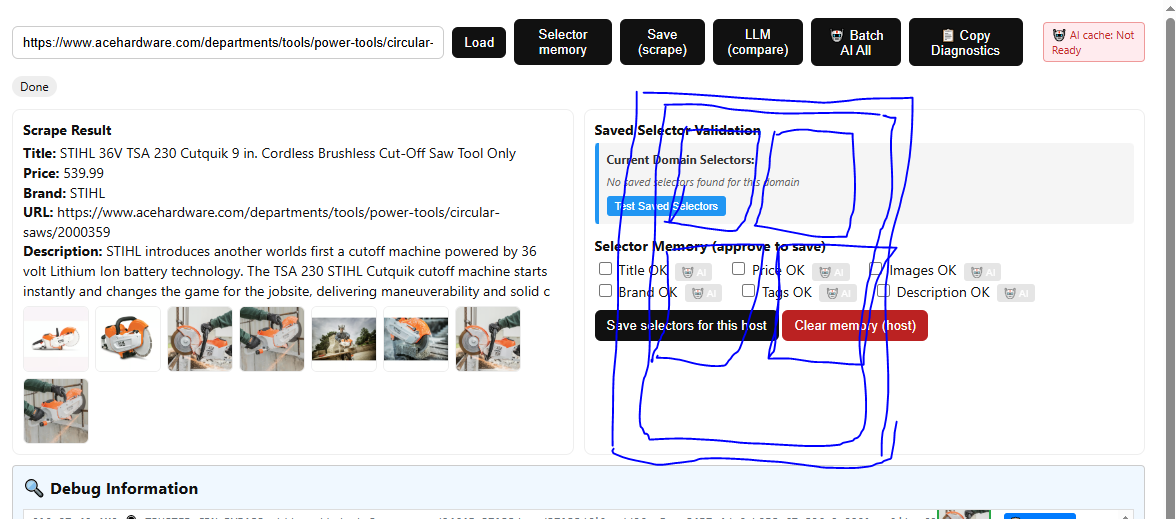 https://www.acehardware.com/departments/tools/power-tools/circular-
Load
Selector
memory
Save
(scrape)
LLM
(compare)
Batch
AI All
Copy
Diagnostics
AI cache: Not
Ready
Done
Scrape Result
Title: STIHL 36V TSA 230 Cutquik 9 in. Cordless Brushless Cut-Off Saw Tool Only
Price: 539.99
Brand: STIHL
URL: https://www.acehardware.com/departments/tools/power-tools/circular-
saws/2000359
Description: STIHL introduces another worlds first a cutoff machine powered by 36
volt Lithium Ion battery technology. The TSA 230 STIHL Cutquik cutoff machine starts
instantly and changes the game for the jobsite, delivering maneuverability and solid c
Saved Selector Validation
Current Domain Selectors:
No saved selectors found for this domain
Test Saved Selectors
Selector Memory (approve to save)
Title OK AI Price OK AI Images OK AI
Brand OK AI Tags OK AI Description OK AI
Save selectors for this host Clear memory (host)
Debug Information